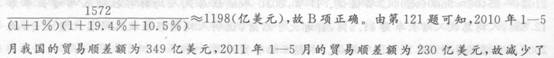 1572/(1+1%)(1+19.4%+10.5%)≈1198(亿美元),故B项正确。由第121题可知,2010年1—5
月我国的贸易顺差额为349亿美元,2011年1—5月的贸易顺差额为230亿美元,故减少了